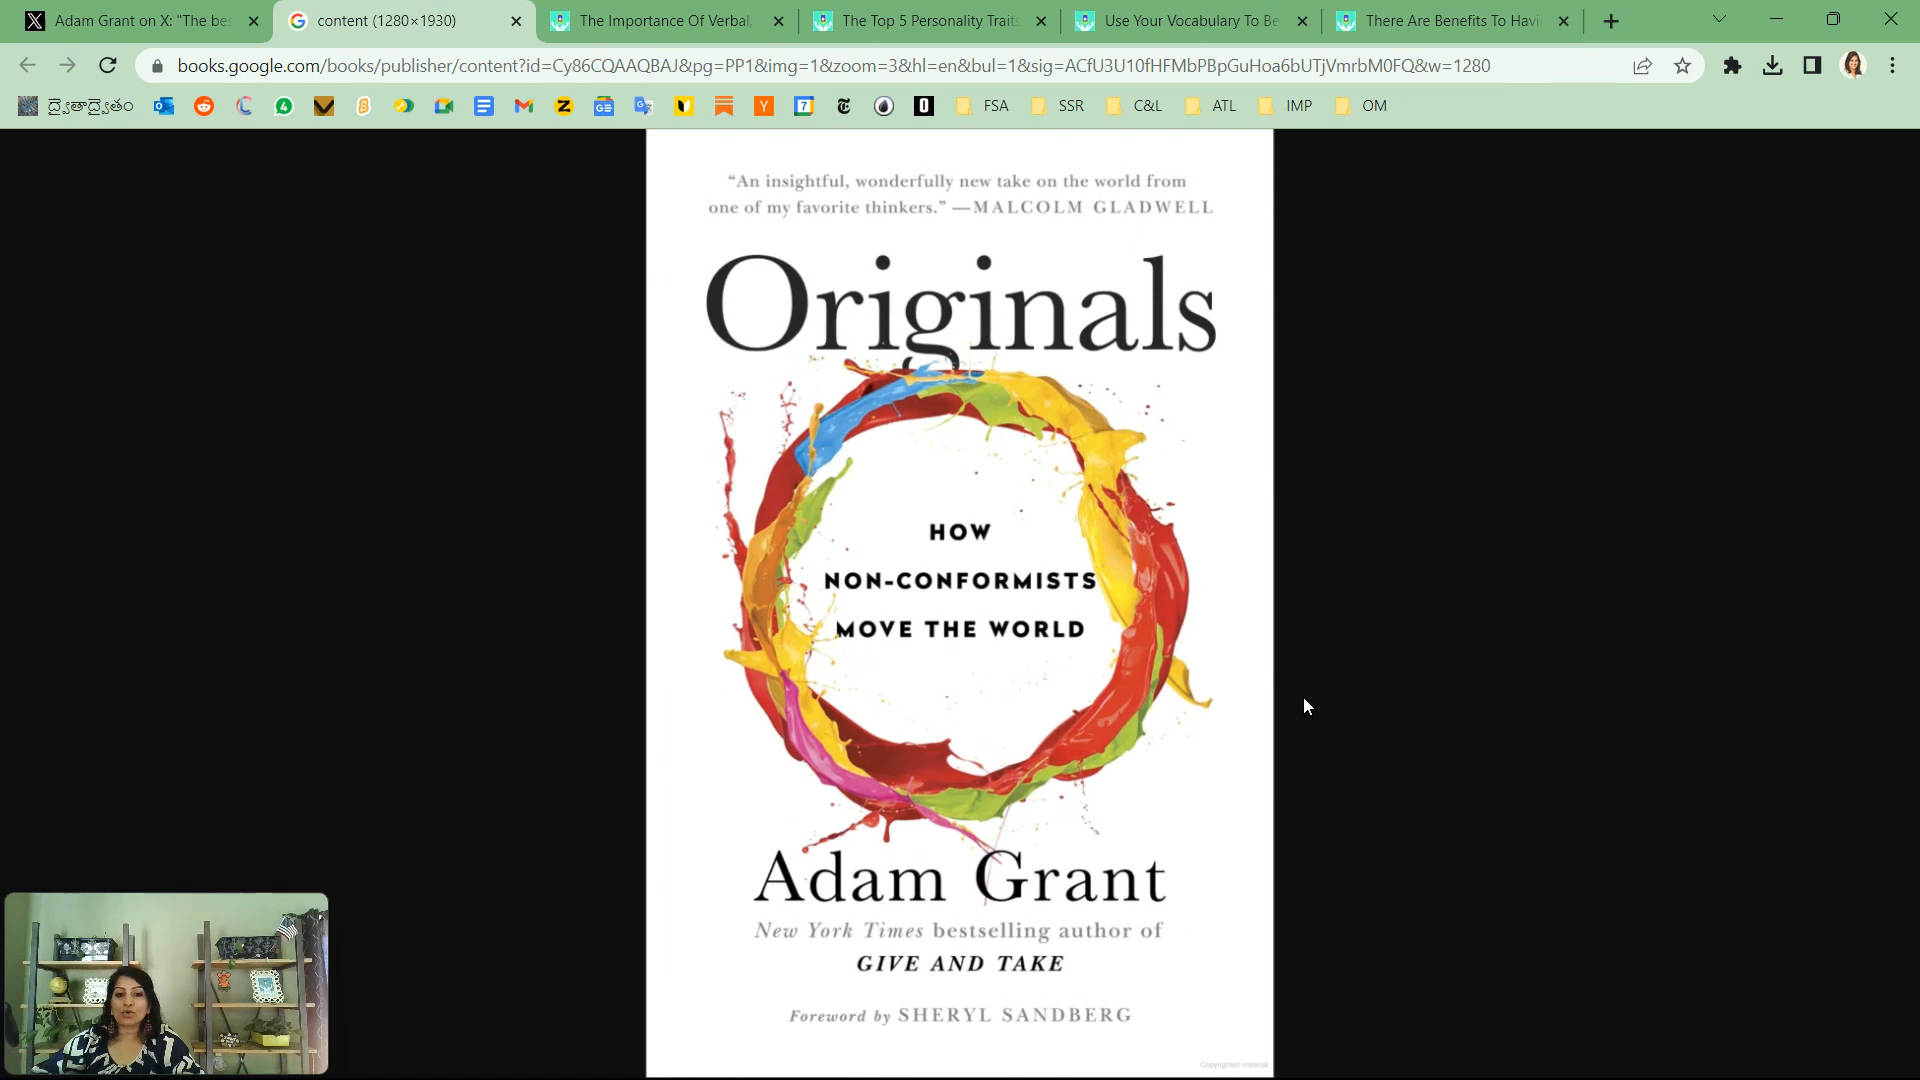 Adam Grant on X: "The bes
content (1280×1930)
The Importance Of Verbal,
The Top 5 Personality Traits
Use Your Vocabulary To Be
There Are Benefits To Havi
books.google.com/books/publisher/content?id=Cy86CQAAQBAJ&pg=PP1&img=1&zoom=3&hl=en&bul=1&sig=ACfU3U10fHFMbPBpGuHoa6bUTjVmrbM0FQ&w=1280
ద్వైతాద్వైతం
FSA
SSR
C&L
ATL
IMP
OM
“An insightful, wonderfully new take on the world from
one of my favorite thinkers.” —MALCOLM GLADWELL
Originals
HOW
NON-CONFORMISTS
MOVE THE WORLD
Adam Grant
New York Times bestselling author of
GIVE AND TAKE
Foreword by SHERYL SANDBERG
Copyrighted material